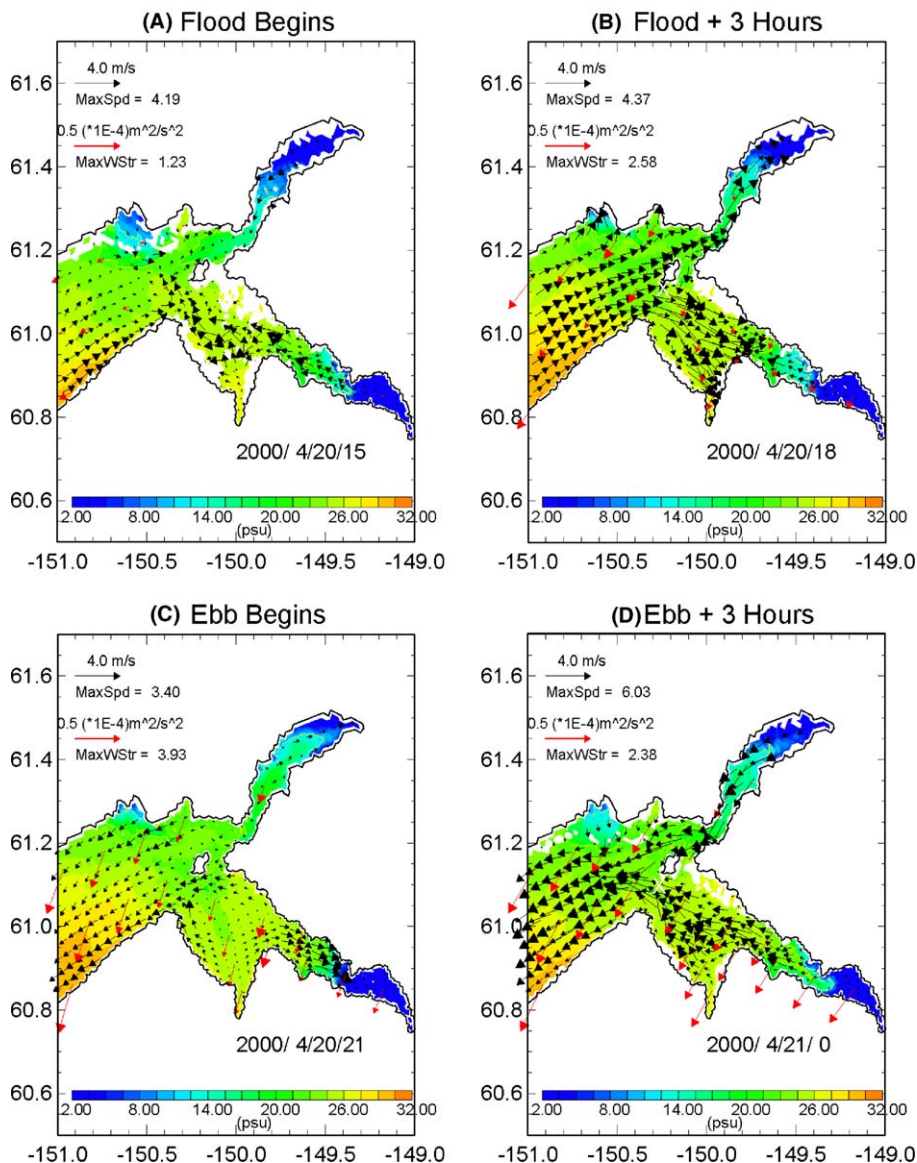 (A) Flood Begins
4.0 m/s
MaxSpd = 4.19
0.5 (*1E-4)m^2/s^2
MaxWStr = 1.23
61.6
61.4
61.2
61.0
60.8
60.6
2000/ 4/20/15
2.00 8.00 14.00 20.00 26.00 32.00
(psu)
-151.0 -150.5 -150.0 -149.5 -149.0
(B) Flood + 3 Hours
4.0 m/s
MaxSpd = 4.37
0.5 (*1E-4)m^2/s^2
MaxWStr = 2.58
61.6
61.4
61.2
61.0
60.8
60.6
2000/ 4/20/18
2.00 8.00 14.00 20.00 26.00 32.00
(psu)
-151.0 -150.5 -150.0 -149.5 -149.0
(C) Ebb Begins
4.0 m/s
MaxSpd = 3.40
0.5 (*1E-4)m^2/s^2
MaxWStr = 3.93
61.6
61.4
61.2
61.0
60.8
60.6
2000/ 4/20/21
2.00 8.00 14.00 20.00 26.00 32.00
(psu)
-151.0 -150.5 -150.0 -149.5 -149.0
(D) Ebb + 3 Hours
4.0 m/s
MaxSpd = 6.03
0.5 (*1E-4)m^2/s^2
MaxWStr = 2.38
61.6
61.4
61.2
61.0
60.8
60.6
2000/ 4/21/ 0
2.00 8.00 14.00 20.00 26.00 32.00
(psu)
-151.0 -150.5 -150.0 -149.5 -149.0